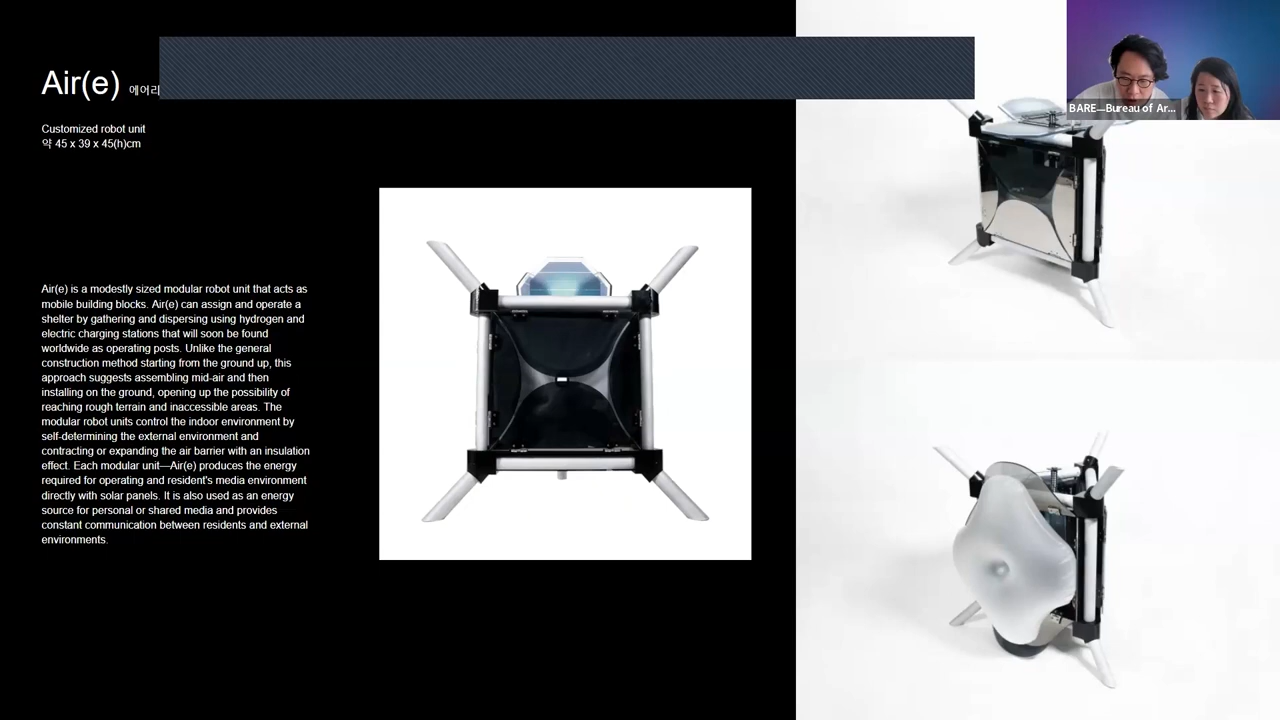 Air(e) 에어리
Customized robot unit
약 45 x 39 x 45(h)cm
Air(e) is a modestly sized modular robot unit that acts as
mobile building blocks. Air(e) can assign and operate a
shelter by gathering and dispersing using hydrogen and
electric charging stations that will soon be found
worldwide as operating posts. Unlike the general
construction method starting from the ground up, this
approach suggests assembling mid-air and then
installing on the ground, opening up the possibility of
reaching rough terrain and inaccessible areas. The
modular robot units control the indoor environment by
self-determining the external environment and
contracting or expanding the air barrier with an insulation
effect. Each modular unit—Air(e) produces the energy
required for operating and resident's media environment
directly with solar panels. It is also used as an energy
source for personal or shared media and provides
constant communication between residents and external
environments.
BARE—Bureau of Ar...